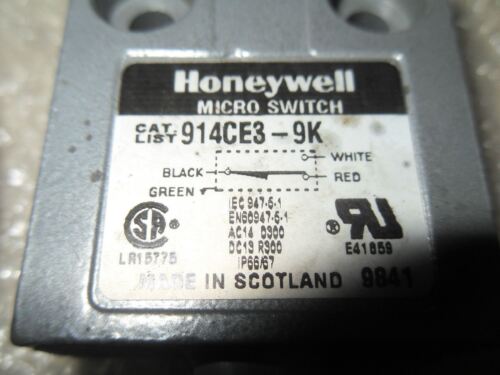 Honeywell
MICRO SWITCH
CAT. LIST 914CE3-9K
WHITE
BLACK
RED
GREEN
IEC 947-5-1
EN60947-5-1
AC14 D300
DC13 R300
IP66/67
LR15775
E41859
MADE IN SCOTLAND 9841